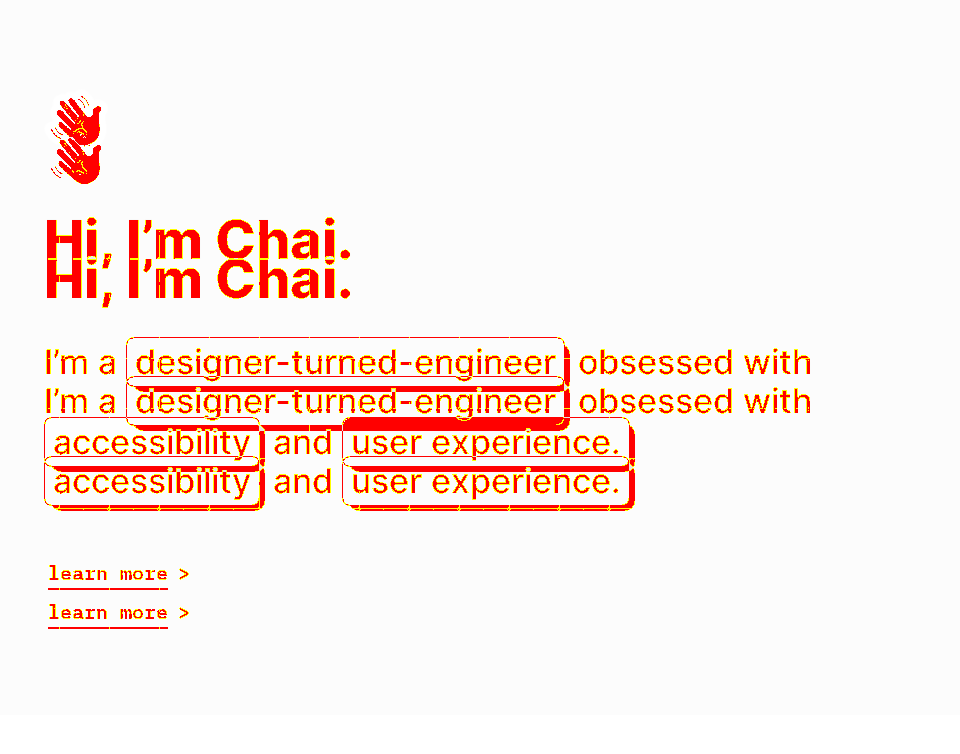 Hi, I’m Chai.
Hi, I’m Chai.
I’m a designer-turned-engineer obsessed with
I’m a designer-turned-engineer obsessed with
accessibility and user experience.
accessibility and user experience.
learn more >
learn more >